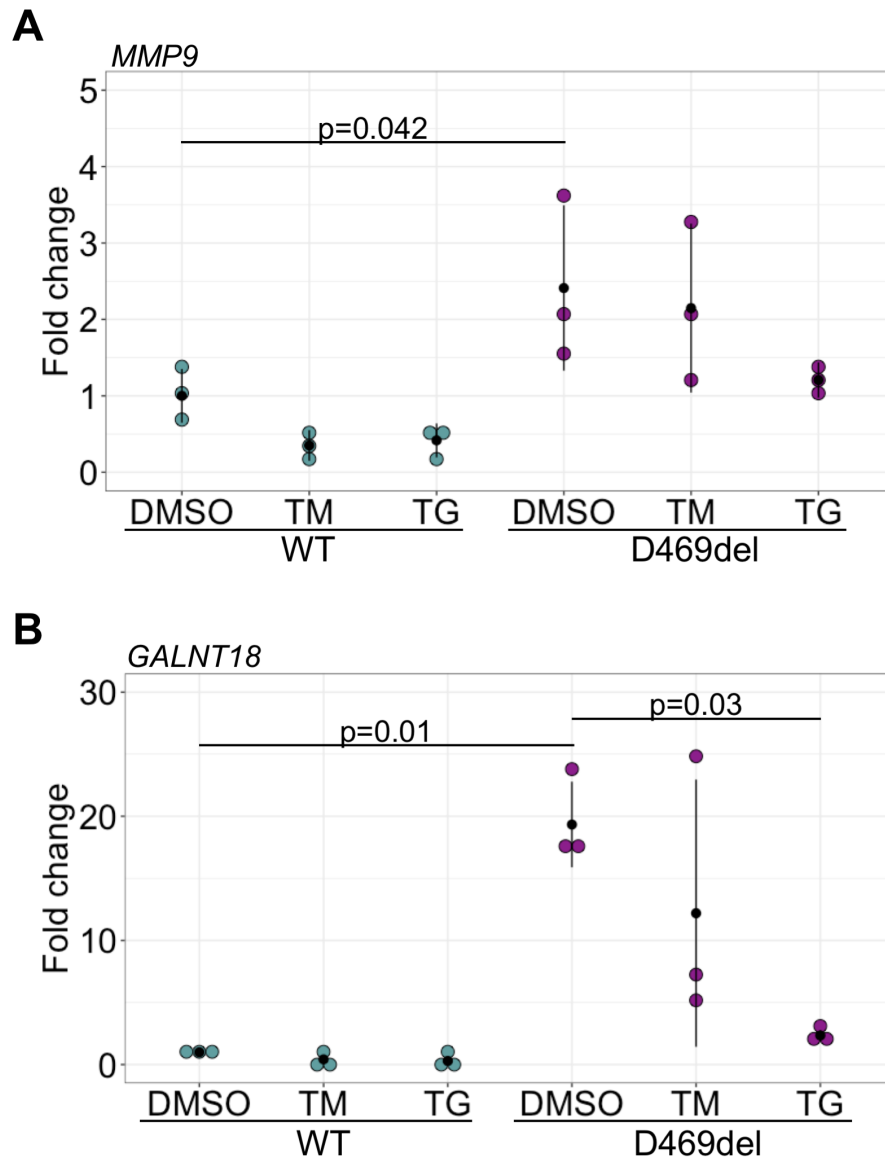 A
MMP9
5
p=0.042
4
3
2
1
0
Fold change
DMSO TM TG DMSO TM TG
WT D469del
B
GALNT18
30
p=0.03
p=0.01
20
10
0
Fold change
DMSO TM TG DMSO TM TG
WT D469del